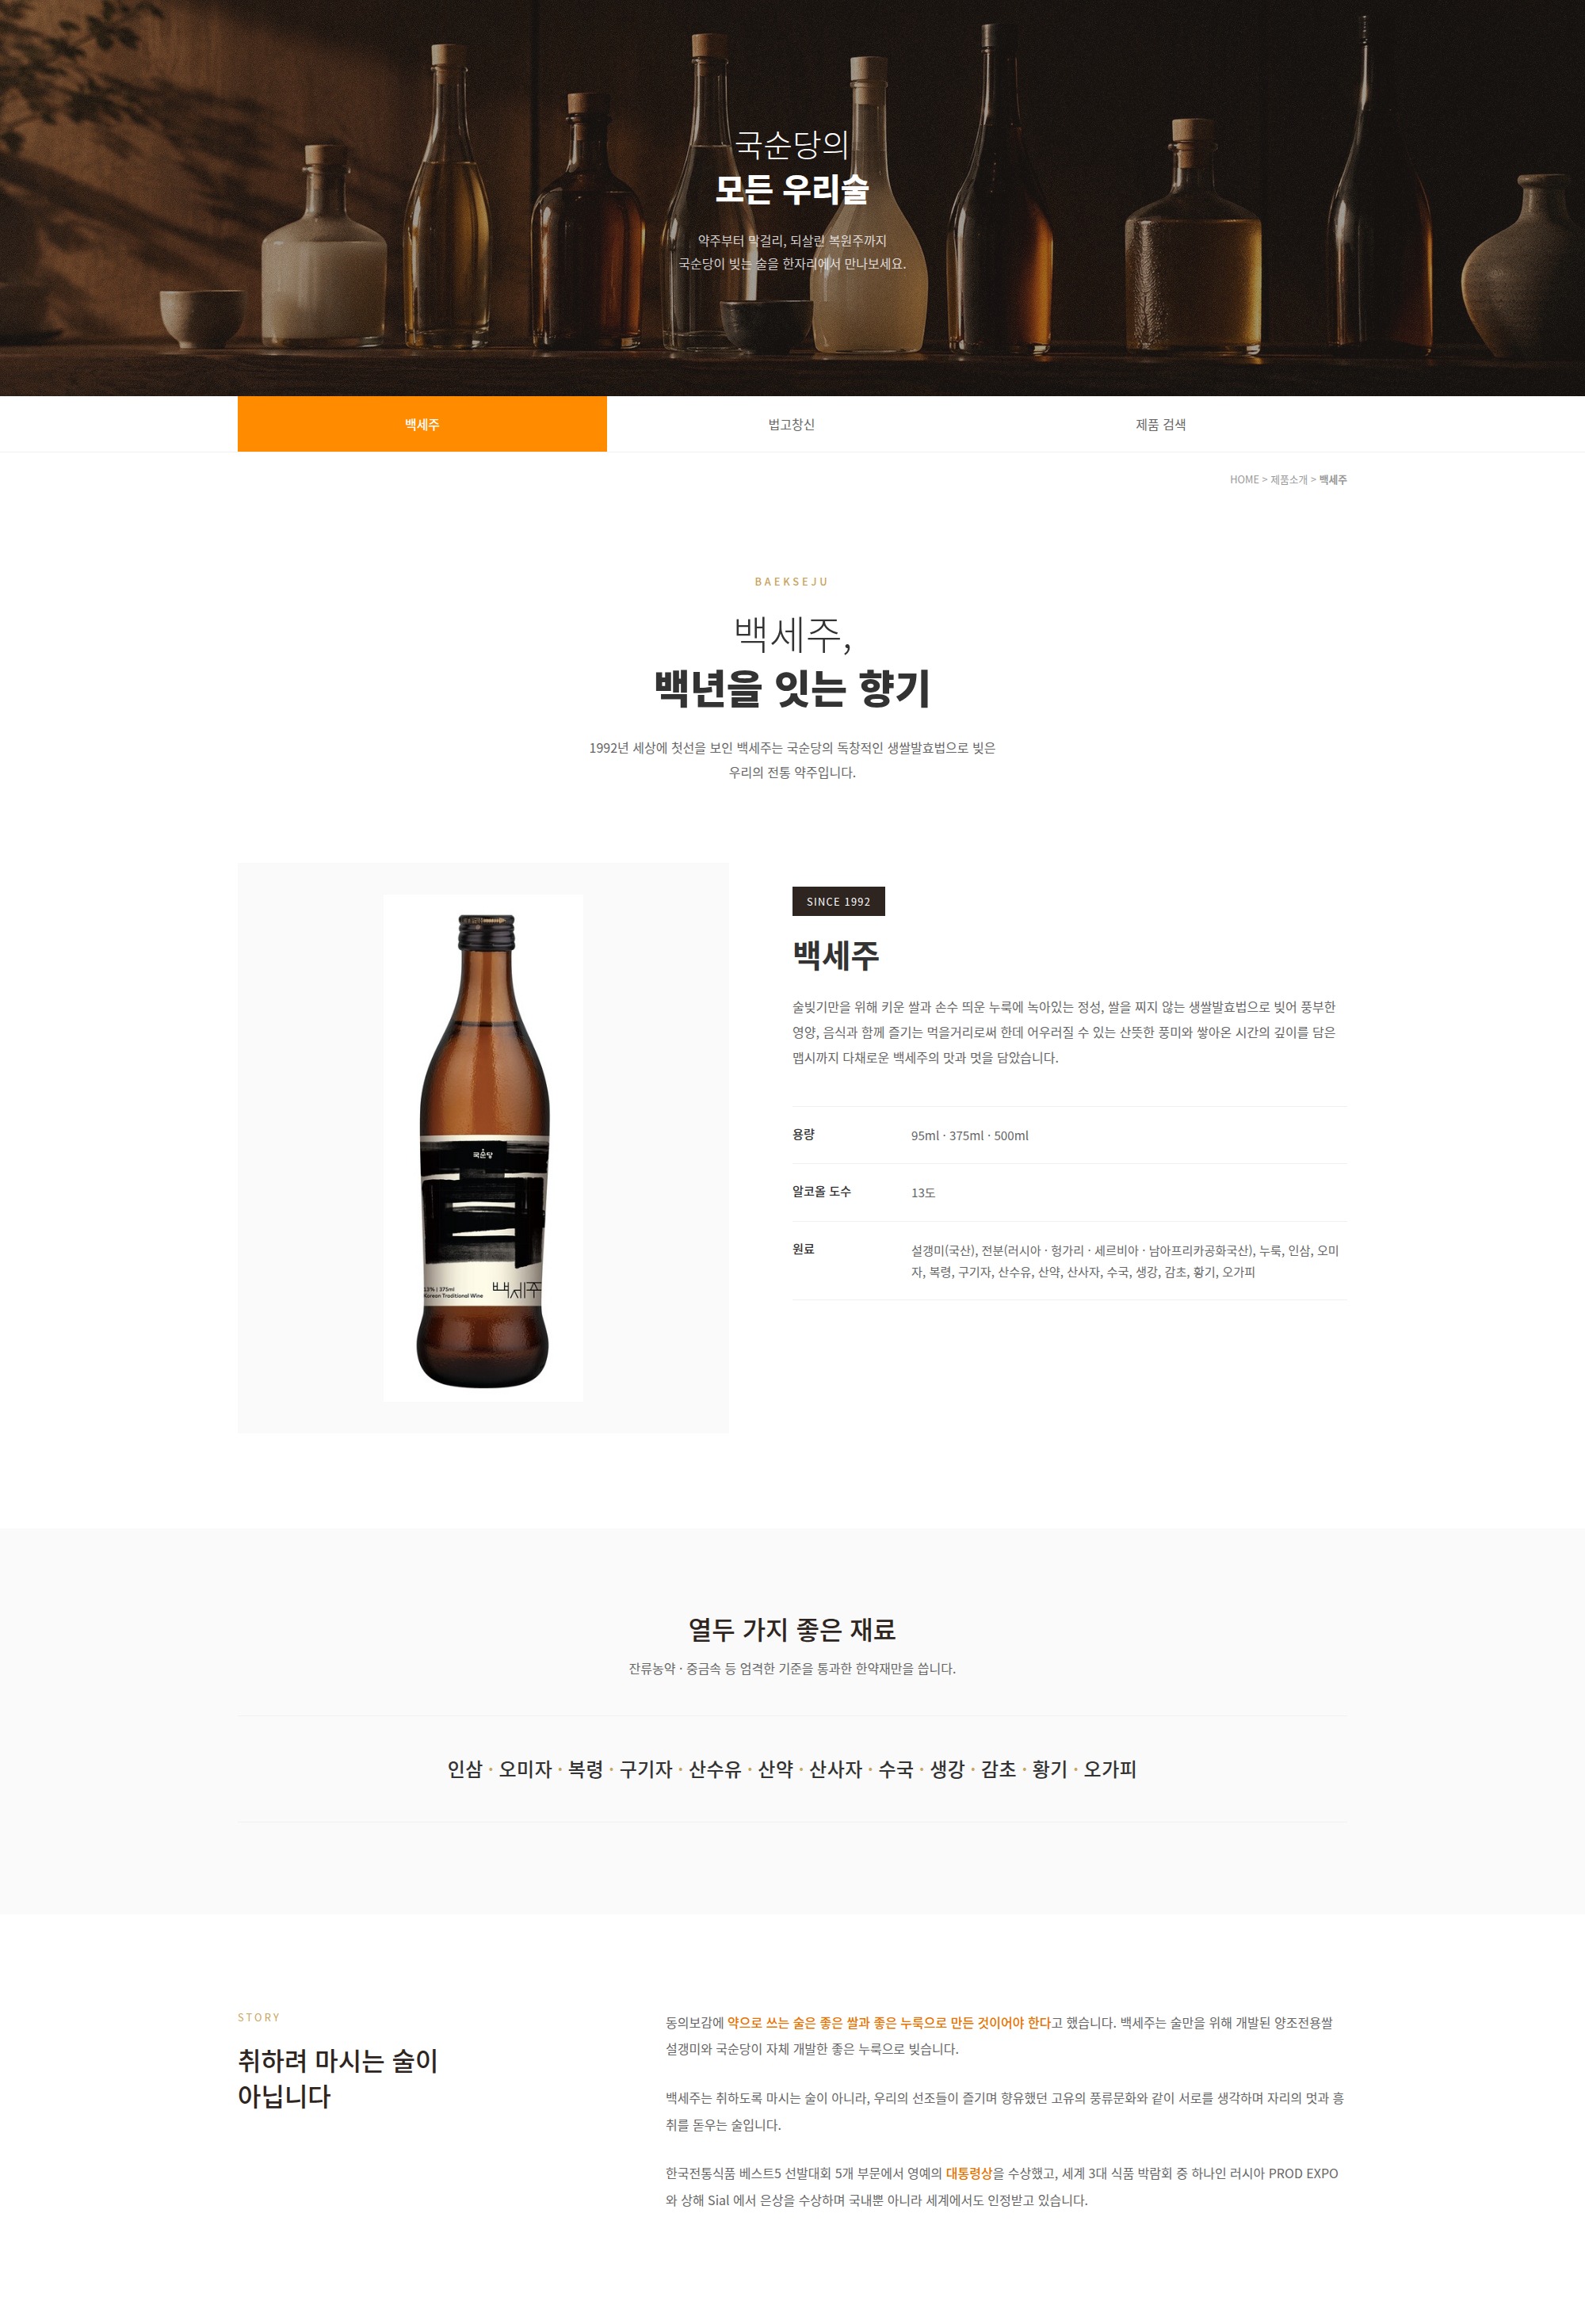 국순당의
모든 우리술
약주부터 막걸리, 되살린 복원주까지
국순당이 빚는 술을 한자리에서 만나보세요.
백세주
법고창신
제품 검색
HOME > 제품소개 > 백세주
BAEKSEJU
백세주,
백년을 잇는 향기
1992년 세상에 첫선을 보인 백세주는 국순당의 독창적인 생쌀발효법으로 빚은
우리의 전통 약주입니다.
국순당
13% | 375ml
Korean Traditional Wine
백세주
SINCE 1992
백세주
술빚기만을 위해 키운 쌀과 손수 띄운 누룩에 녹아있는 정성, 쌀을 찌지 않는 생쌀발효법으로 빚어 풍부한
영양, 음식과 함께 즐기는 먹을거리로써 한데 어우러질 수 있는 산뜻한 풍미와 쌓아온 시간의 깊이를 담은
맵시까지 다채로운 백세주의 맛과 멋을 담았습니다.
용량 95ml · 375ml · 500ml
알코올 도수 13도
원료 설갱미(국산), 전분(러시아 · 헝가리 · 세르비아 · 남아프리카공화국산), 누룩, 인삼, 오미
자, 복령, 구기자, 산수유, 산약, 산사자, 수국, 생강, 감초, 황기, 오가피
열두 가지 좋은 재료
잔류농약 · 중금속 등 엄격한 기준을 통과한 한약재만을 씁니다.
인삼 · 오미자 · 복령 · 구기자 · 산수유 · 산약 · 산사자 · 수국 · 생강 · 감초 · 황기 · 오가피
STORY
취하려 마시는 술이
아닙니다
동의보감에 약으로 쓰는 술은 좋은 쌀과 좋은 누룩으로 만든 것이어야 한다고 했습니다. 백세주는 술만을 위해 개발된 양조전용쌀
설갱미와 국순당이 자체 개발한 좋은 누룩으로 빚습니다.
백세주는 취하도록 마시는 술이 아니라, 우리의 선조들이 즐기며 향유했던 고유의 풍류문화와 같이 서로를 생각하며 자리의 멋과 흥
취를 돋우는 술입니다.
한국전통식품 베스트5 선발대회 5개 부문에서 영예의 대통령상을 수상했고, 세계 3대 식품 박람회 중 하나인 러시아 PROD EXPO
와 상해 Sial 에서 은상을 수상하며 국내뿐 아니라 세계에서도 인정받고 있습니다.